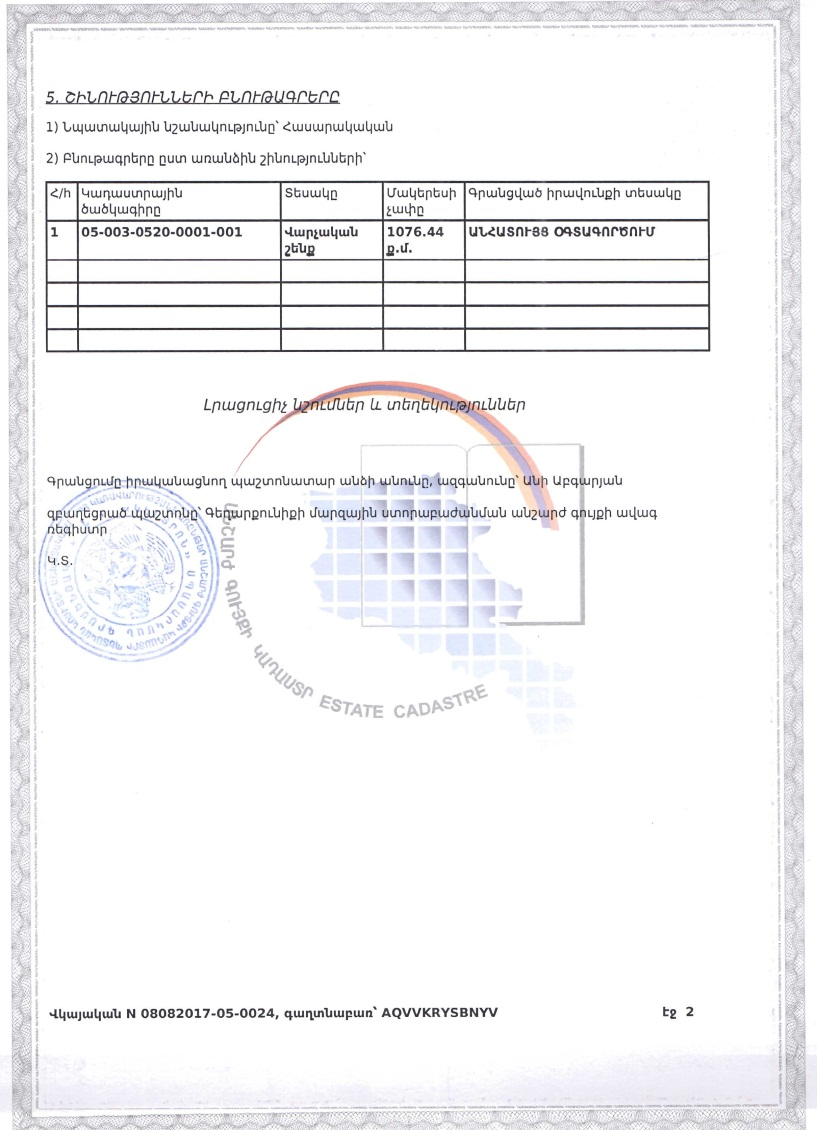 5. ՇԻՆՈՒԹՅՈՒՆՆԵՐԻ ԲՆՈՒԹԱԳՐԵՐԸ
1) Նպատակային նշանակությունը՝ Հասարակական
2) Բնութագրերը ըստ առանձին շինությունների՝
Հ/հ Կադաստրային ծածկագիրը Տեսակը Մակերեսի չափը Գրանցված իրավունքի տեսակը
1 05-003-0520-0001-001 Վարչական շենք 1076.44 ք.մ. ԱՆՀԱՏՈՒՅՑ ՕԳՏԱԳՈՐԾՈՒՄ
Լրացուցիչ նշումներ և տեղեկություններ
Գրանցումը իրականացնող պաշտոնատար անձի անունը, ազգանունը՝ Անի Աբգարյան
զբաղեցրած պաշտոնը՝ Գեղարքունիքի մարզային ստորաբաժանման անշարժ գույքի ավագ
ռեգիստր
Կ.Տ.
ԳՈՒՅՔԻ ԿԱԴԱՍՏՐ ESTATE CADASTRE
Վկայական N 08082017-05-0024, գաղտնաբառ՝ AQVVKRYSBNYV
էջ 2